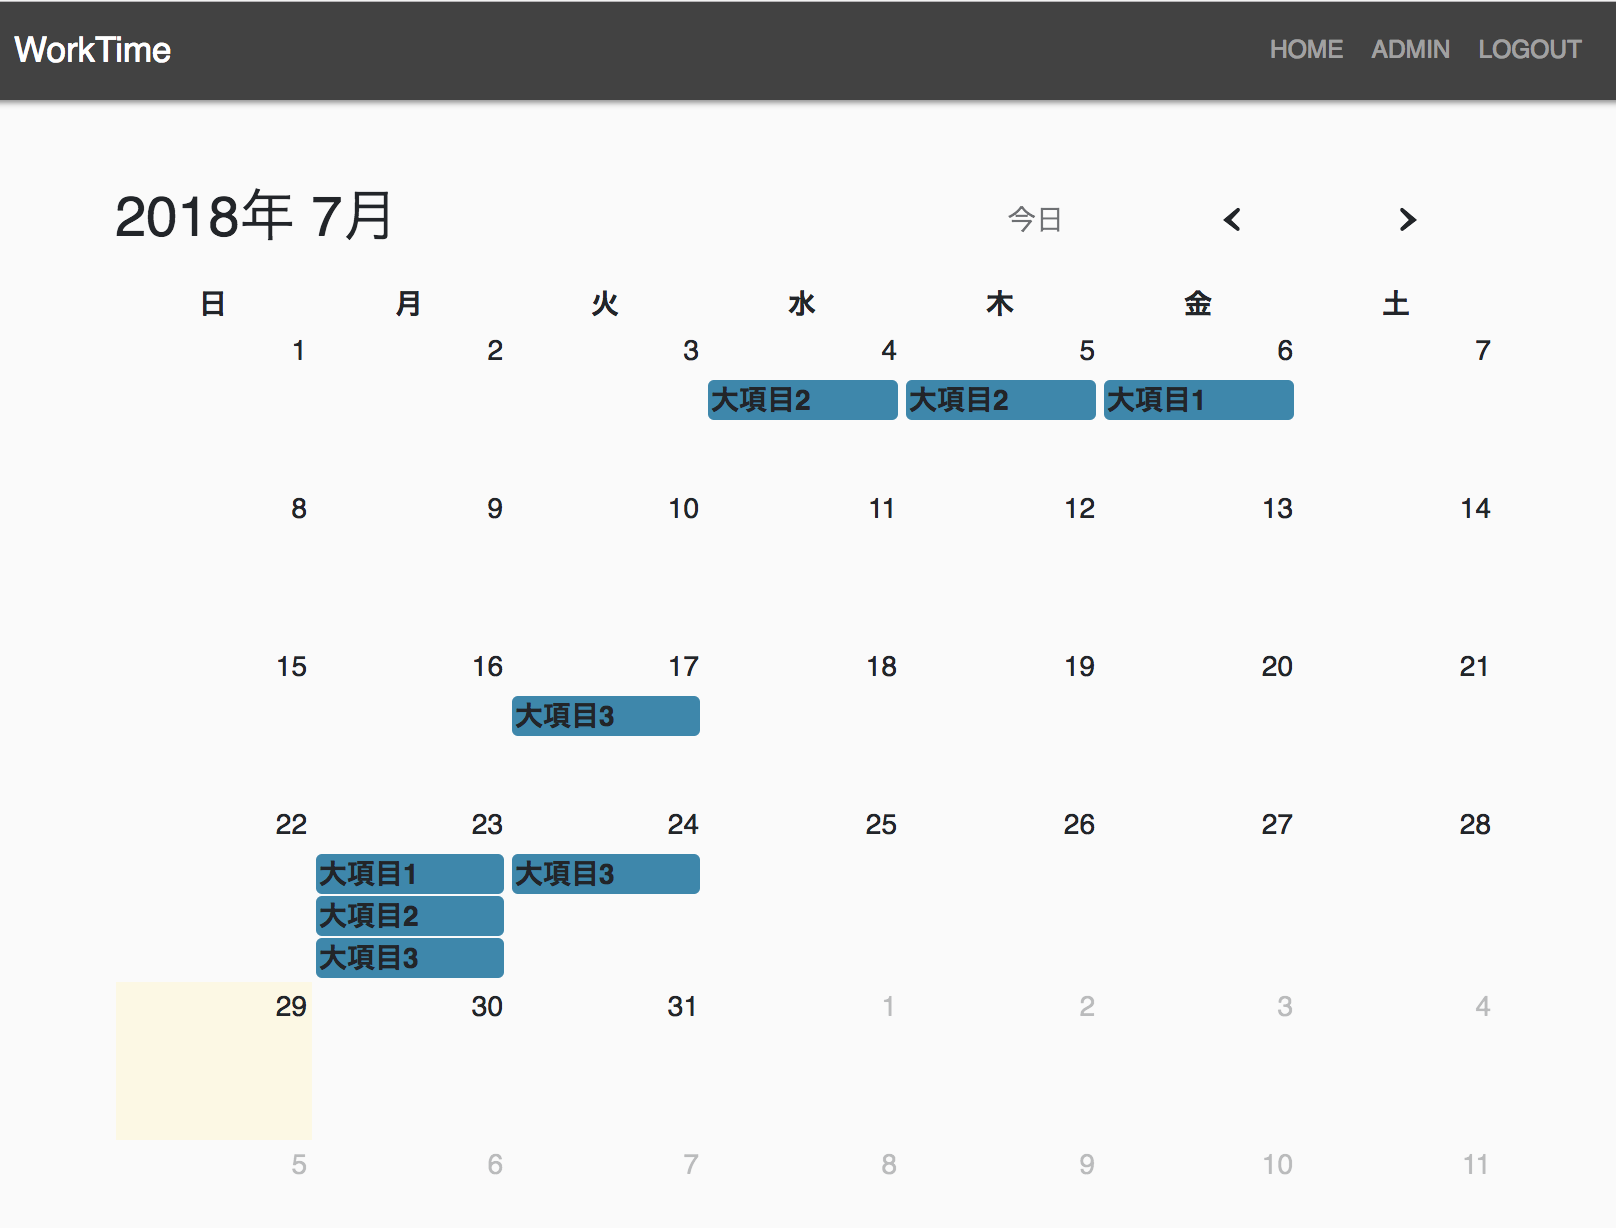 WorkTime HOME ADMIN LOGOUT
2018年 7月 今日 < >
日 月 火 水 木 金 土
1 2 3 4 5 6 7
大項目2 大項目2 大項目1
8 9 10 11 12 13 14
15 16 17 18 19 20 21
大項目3
22 23 24 25 26 27 28
大項目1 大項目3
大項目2
大項目3
29 30 31 1 2 3 4
5 6 7 8 9 10 11